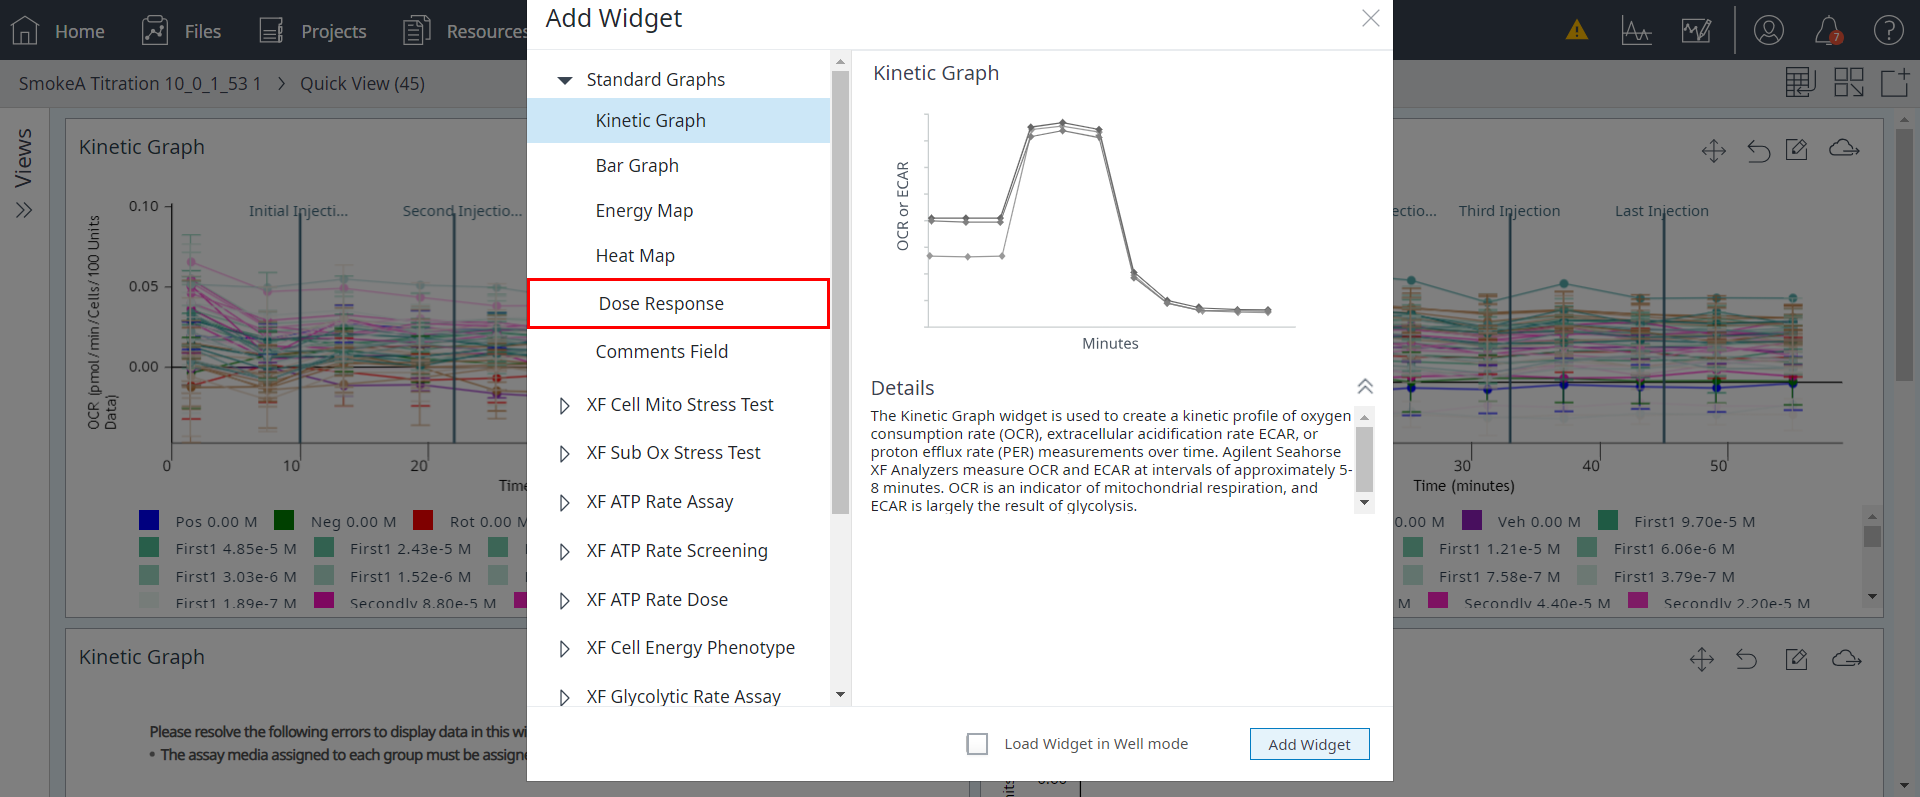 Home
Files
Projects
Resources
7
SmokeA Titration 10_0_1_53 1
Quick View (45)
Views
Kinetic Graph
OCR (pmol/min/Cells/100 Units Data)
0.10
0.05
0.00
Initial Injecti...
Second Injectio...
0
10
20
Time
Pos 0.00 M
Neg 0.00 M
Rot 0.00 M
First1 4.85e-5 M
First1 2.43e-5 M
First1 3.03e-6 M
First1 1.52e-6 M
First1 1.89e-7 M
Secondly 8.80e-5 M
Kinetic Graph
Please resolve the following errors to display data in this wi
• The assay media assigned to each group must be assigne
Add Widget
Standard Graphs
Kinetic Graph
Bar Graph
Energy Map
Heat Map
Dose Response
Comments Field
XF Cell Mito Stress Test
XF Sub Ox Stress Test
XF ATP Rate Assay
XF ATP Rate Screening
XF ATP Rate Dose
XF Cell Energy Phenotype
XF Glycolytic Rate Assay
Kinetic Graph
OCR or ECAR
Minutes
Details
The Kinetic Graph widget is used to create a kinetic profile of oxygen
consumption rate (OCR), extracellular acidification rate ECAR, or
proton efflux rate (PER) measurements over time. Agilent Seahorse
XF Analyzers measure OCR and ECAR at intervals of approximately 5-
8 minutes. OCR is an indicator of mitochondrial respiration, and
ECAR is largely the result of glycolysis.
Load Widget in Well mode
Add Widget
ectio...
Third Injection
Last Injection
30
40
50
Time (minutes)
0.00 M
Veh 0.00 M
First1 9.70e-5 M
First1 1.21e-5 M
First1 6.06e-6 M
First1 7.58e-7 M
First1 3.79e-7 M
M
Secondly 4.40e-5 M
Secondly 2.20e-5 M